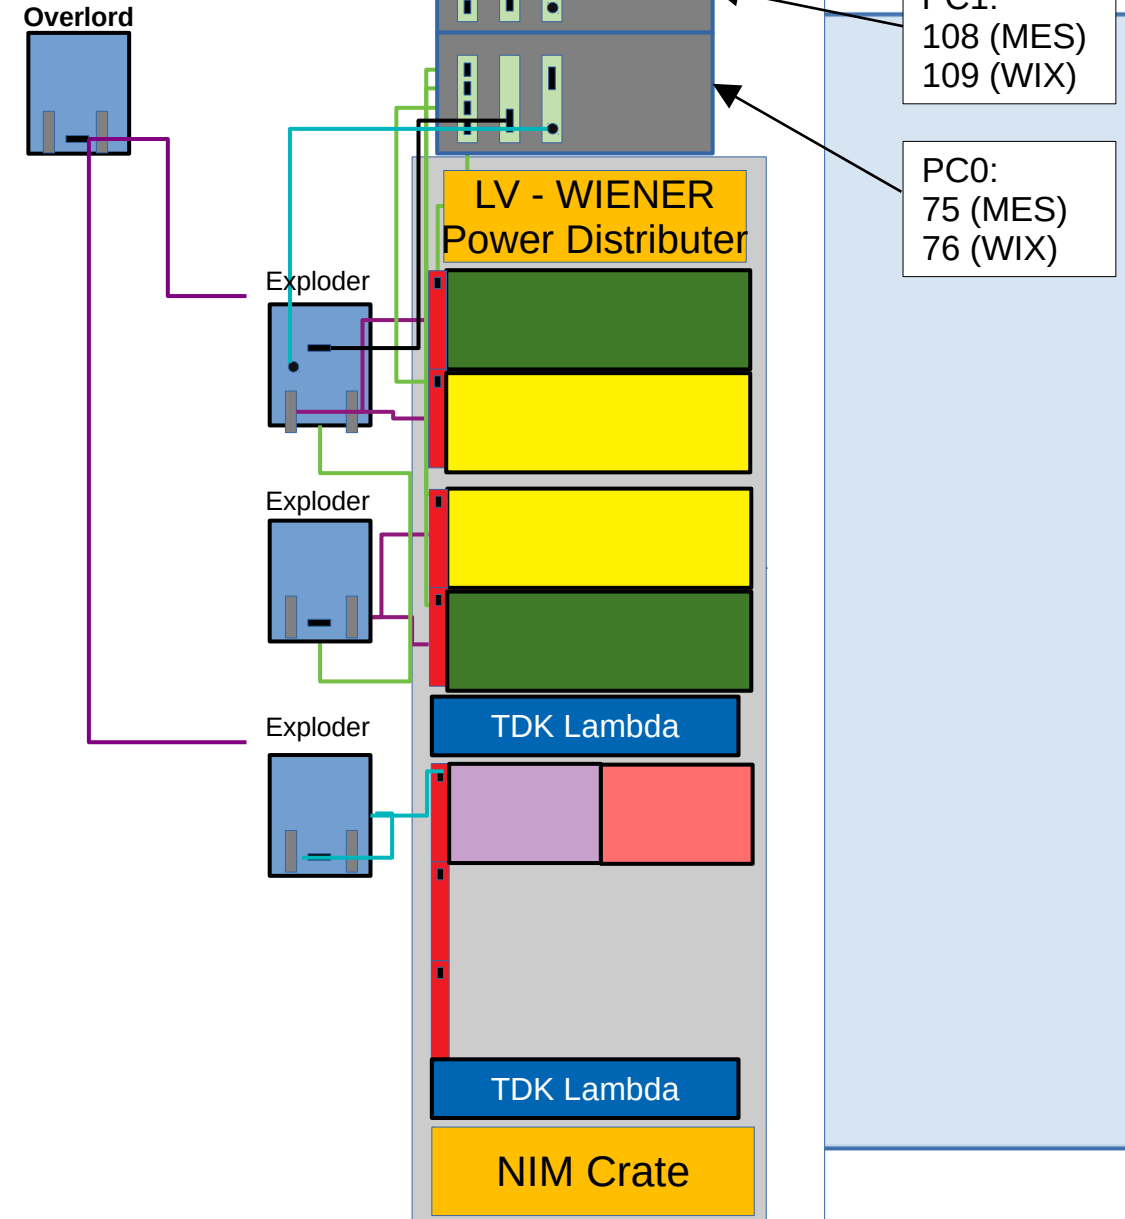 Overlord
PC1:
108 (MES)
109 (WIX)
PC0:
75 (MES)
76 (WIX)
LV - WIENER
Power Distributer
Exploder
Exploder
TDK Lambda
Exploder
TDK Lambda
NIM Crate